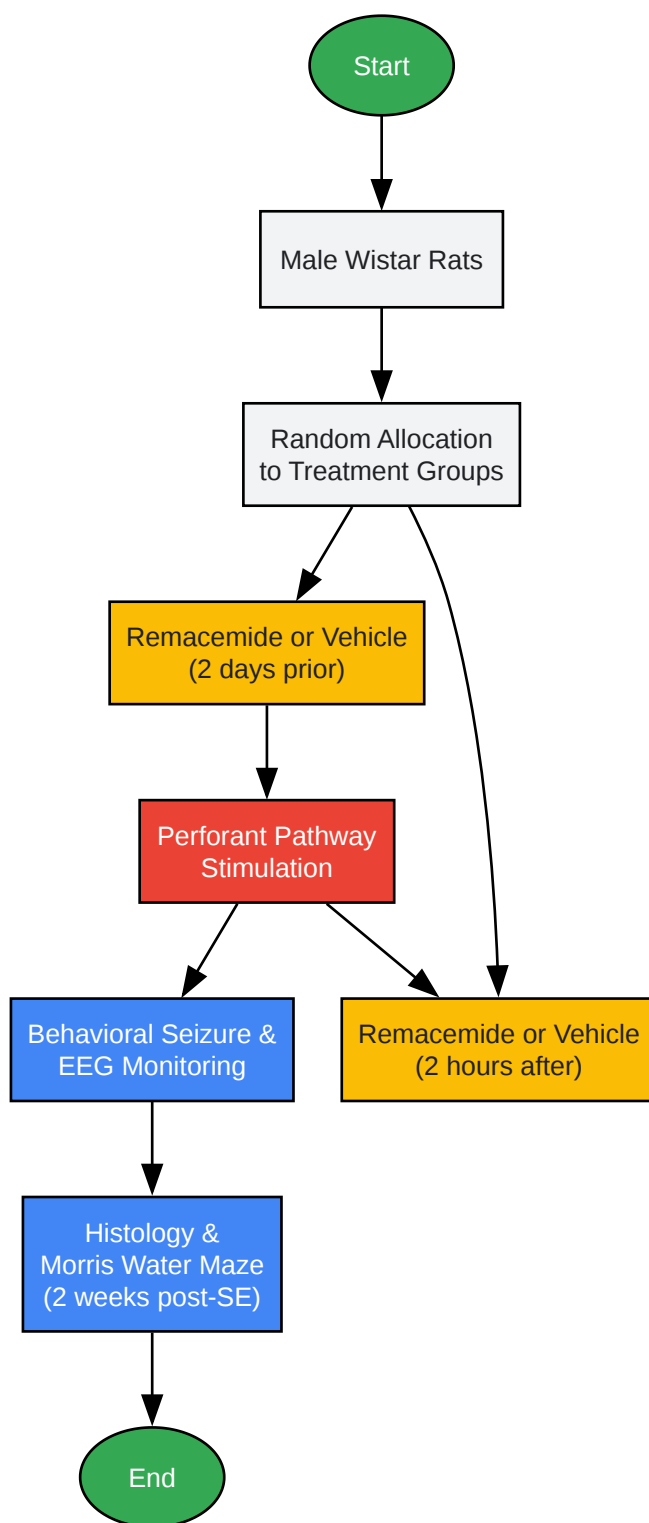 Start
Male Wistar Rats
Random Allocation
to Treatment Groups
Remacemide or Vehicle
(2 days prior)
Perforant Pathway
Stimulation
Behavioral Seizure &
EEG Monitoring
Remacemide or Vehicle
(2 hours after)
Histology &
Morris Water Maze
(2 weeks post-SE)
End